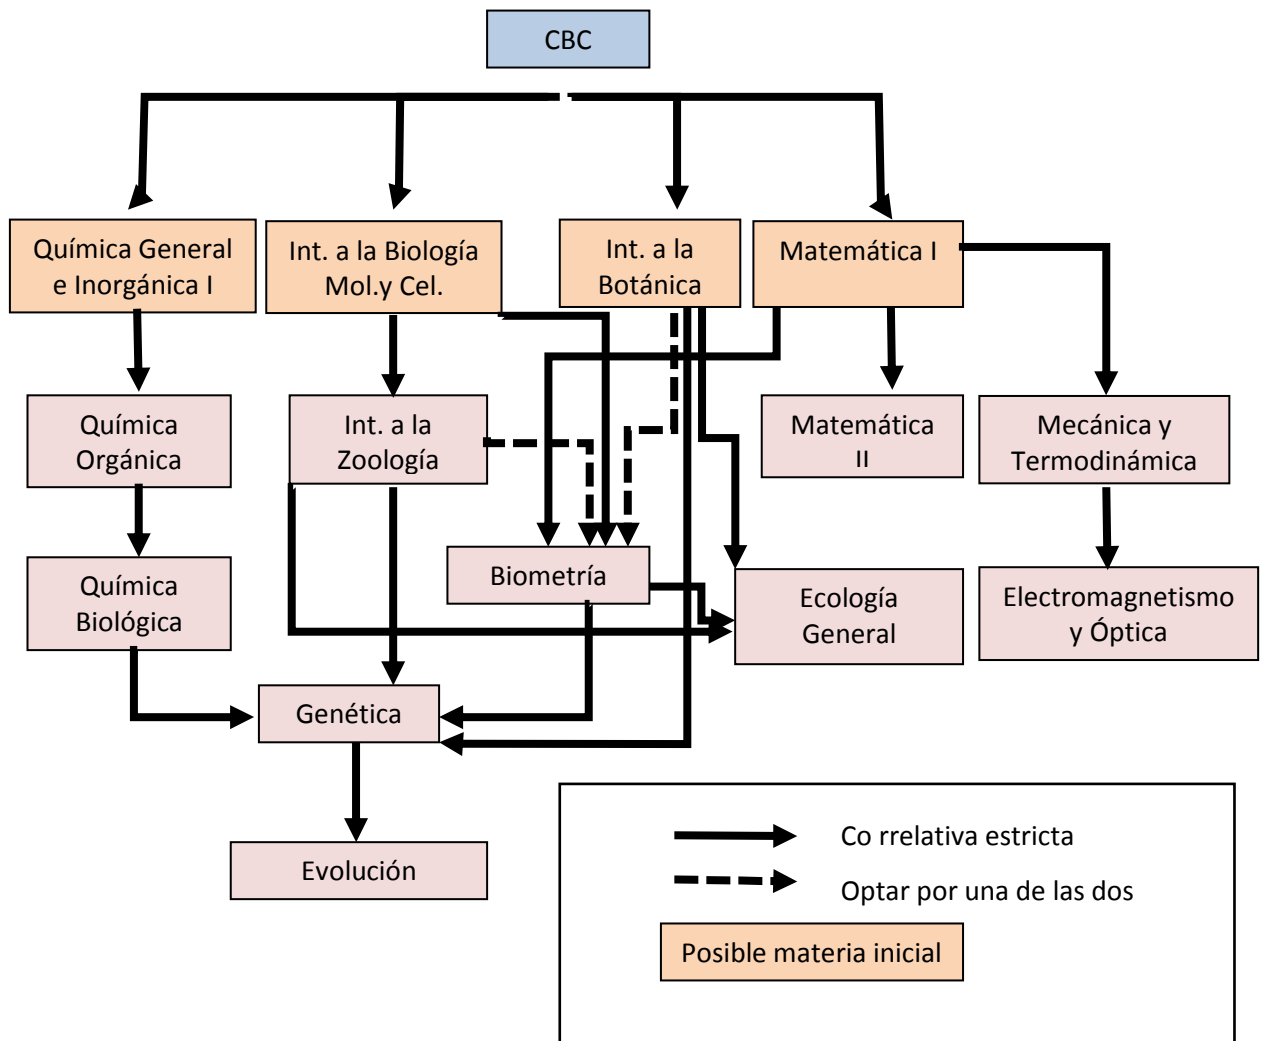 CBC
Química General
e Inorgánica I
Int. a la Biología
Mol.y Cel.
Int. a la
Botánica
Matemática I
Química
Orgánica
Int. a la
Zoología
Matemática
II
Mecánica y
Termodinámica
Química
Biológica
Biometría
Ecología
General
Electromagnetismo
y Óptica
Genética
Evolución
Co rrelativa estricta
Optar por una de las dos
Posible materia inicial